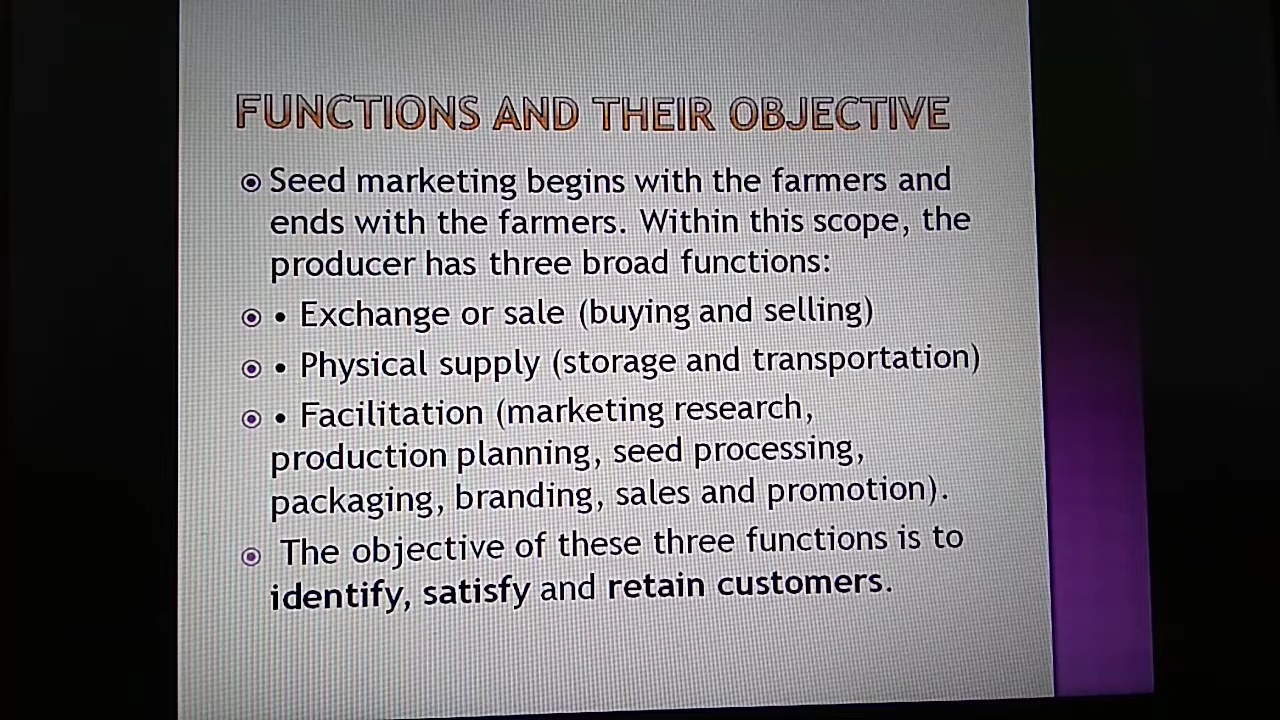 FUNCTIONS AND THEIR OBJECTIVE
Seed marketing begins with the farmers and
ends with the farmers. Within this scope, the
producer has three broad functions:
• Exchange or sale (buying and selling)
• Physical supply (storage and transportation)
• Facilitation (marketing research,
production planning, seed processing,
packaging, branding, sales and promotion).
The objective of these three functions is to
identify, satisfy and retain customers.